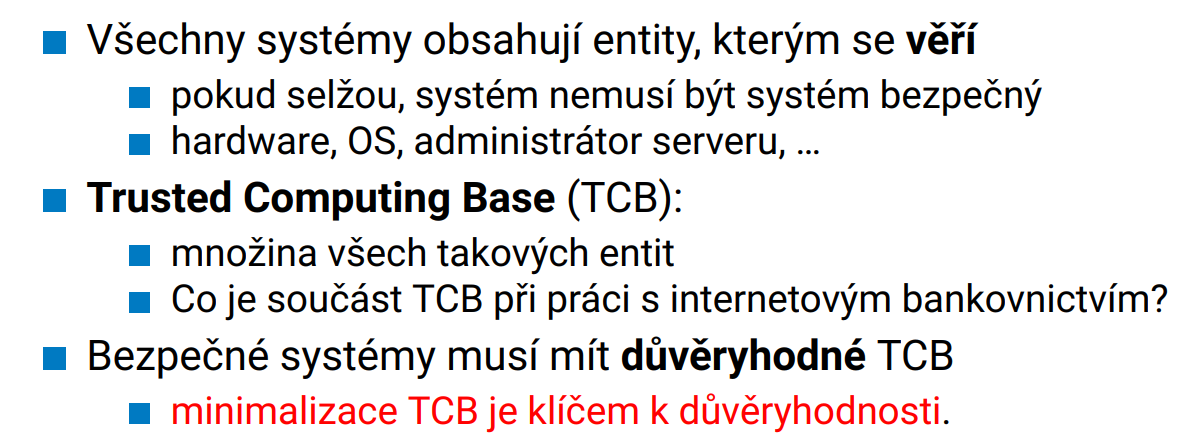 Všechny systémy obsahují entity, kterým se věří
pokud selžou, systém nemusí být systém bezpečný
hardware, OS, administrátor serveru, ...
Trusted Computing Base (TCB):
množina všech takových entit
Co je součást TCB při práci s internetovým bankovnictvím?
Bezpečné systémy musí mít důvěryhodné TCB
minimalizace TCB je klíčem k důvěryhodnosti.